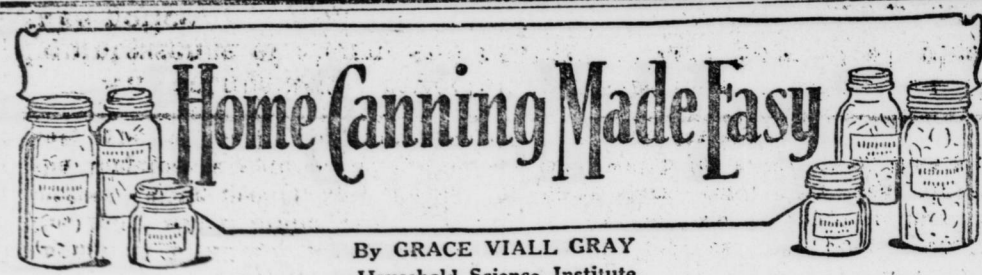 Home Canning Made Easy
By GRACE VIALL GRAY
Household Science Institute